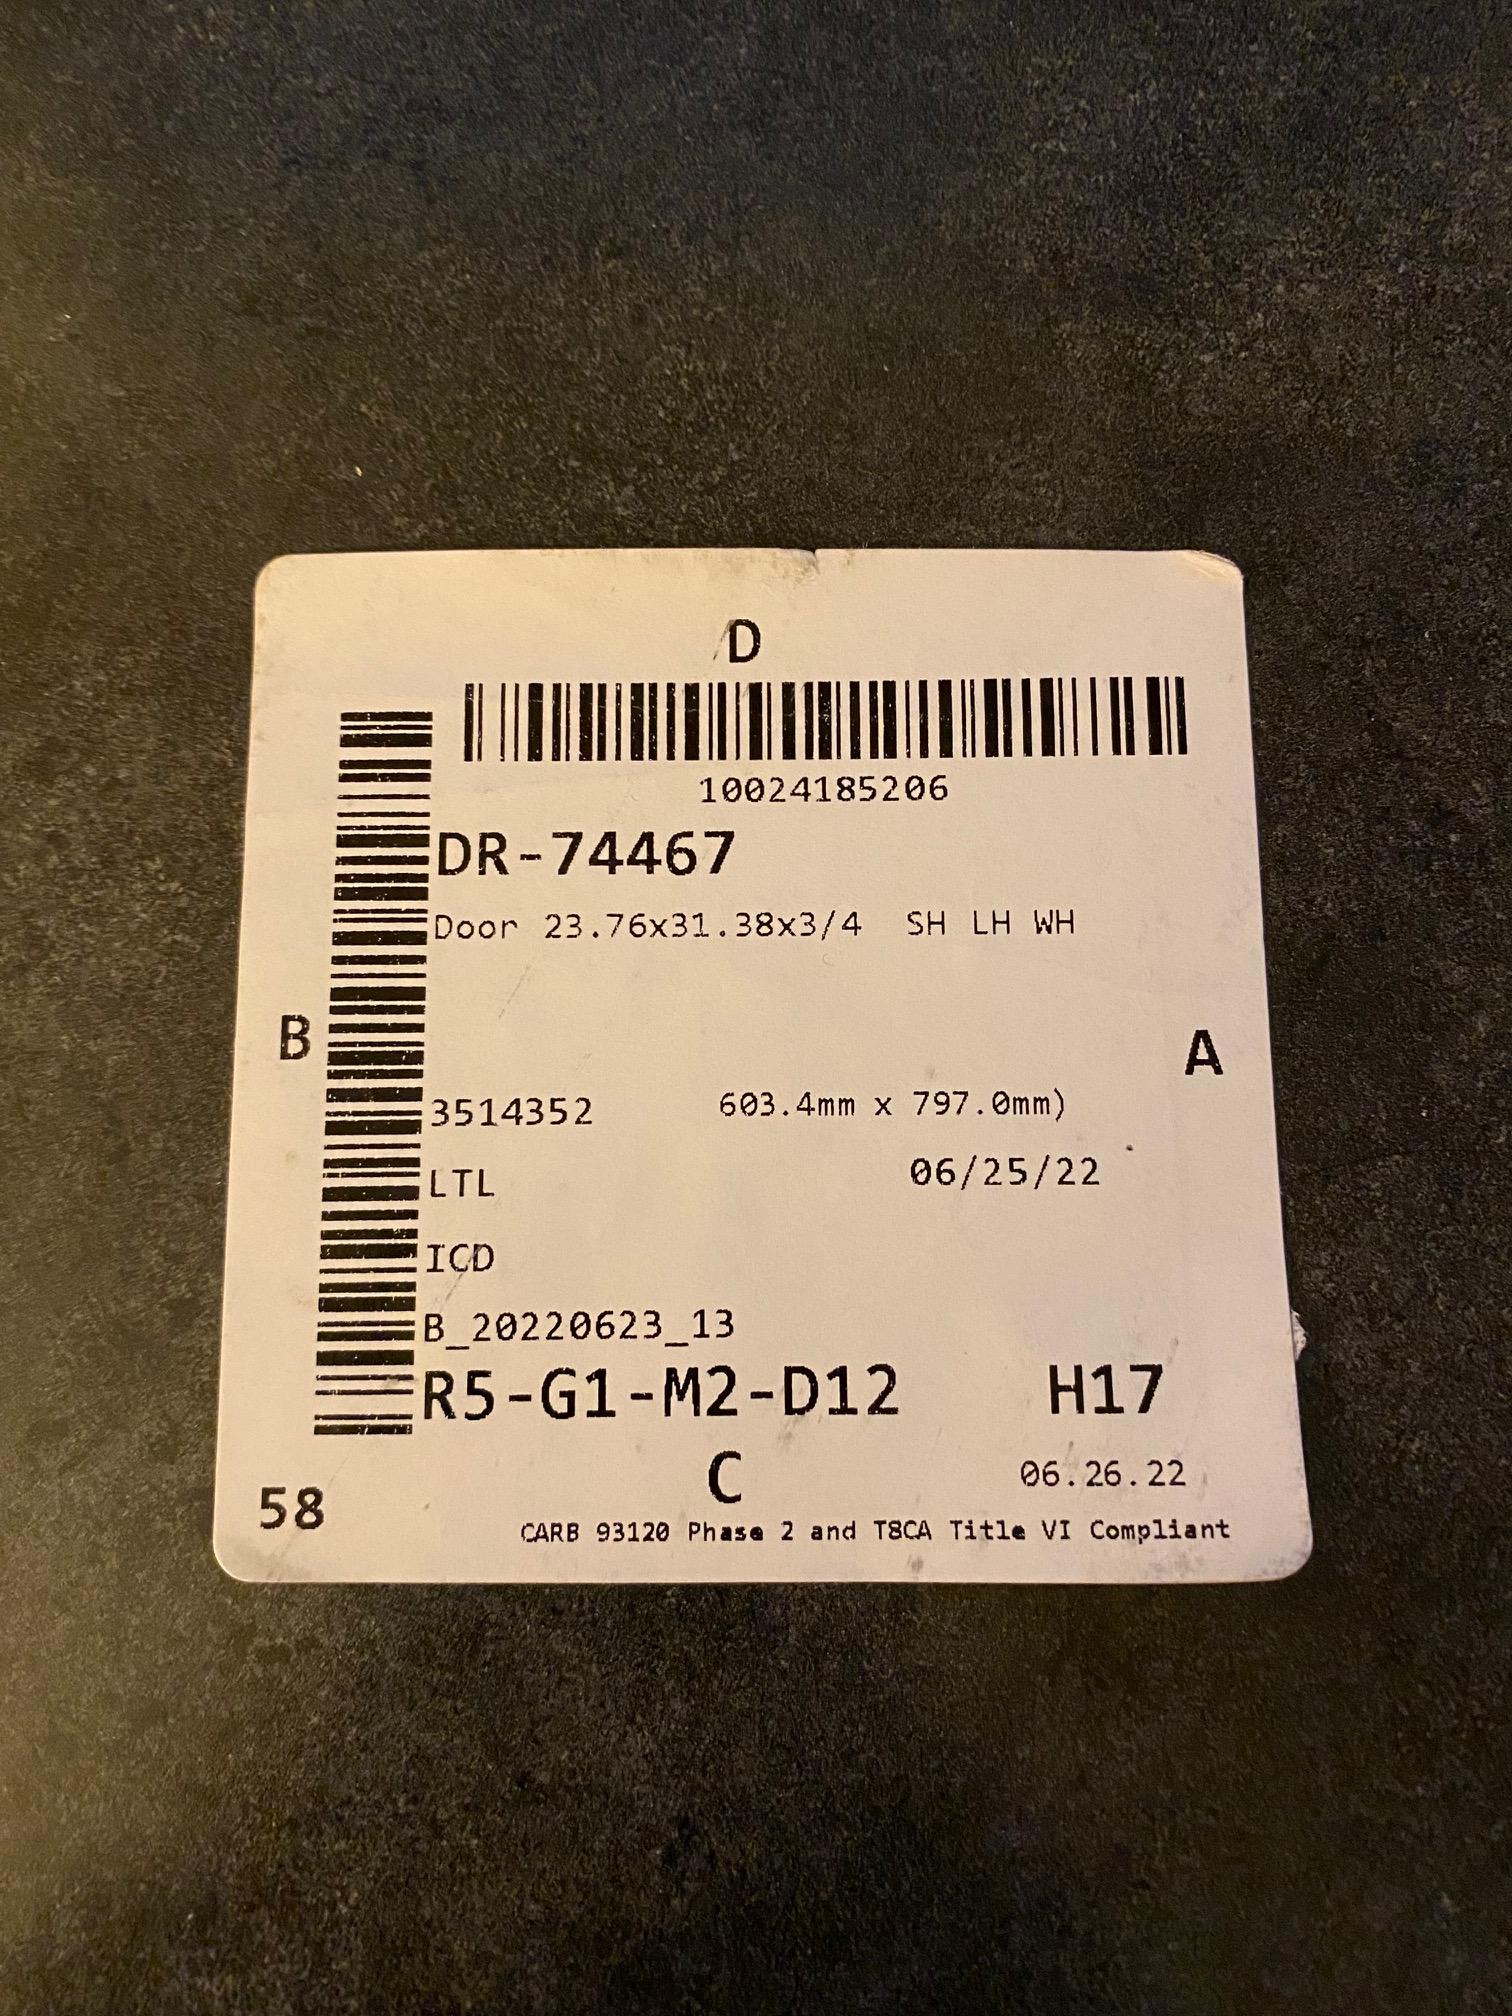 D
10024185206
DR-74467
Door 23.76x31.38x3/4 SH LH WH
B
A
3514352 603.4mm x 797.0mm)
LTL 06/25/22
ICD
B_20220623_13
R5-G1-M2-D12 H17
C 06.26.22
58
CARB 93120 Phase 2 and T8CA Title VI Compliant